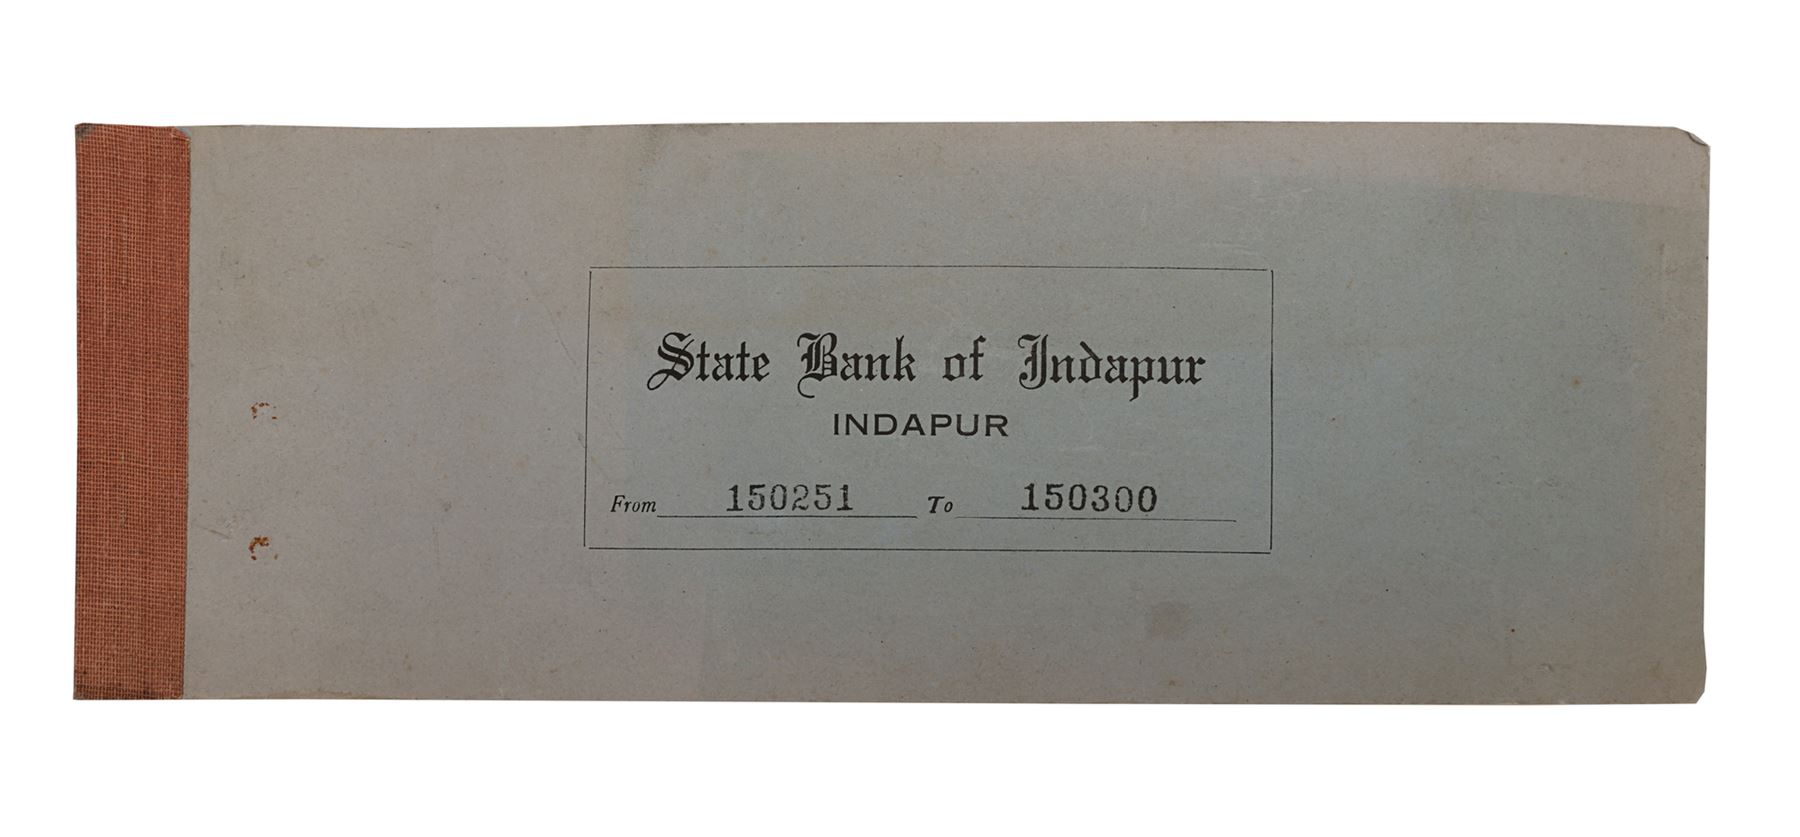 State Bank of Indapur
INDAPUR
From 150251 To 150300